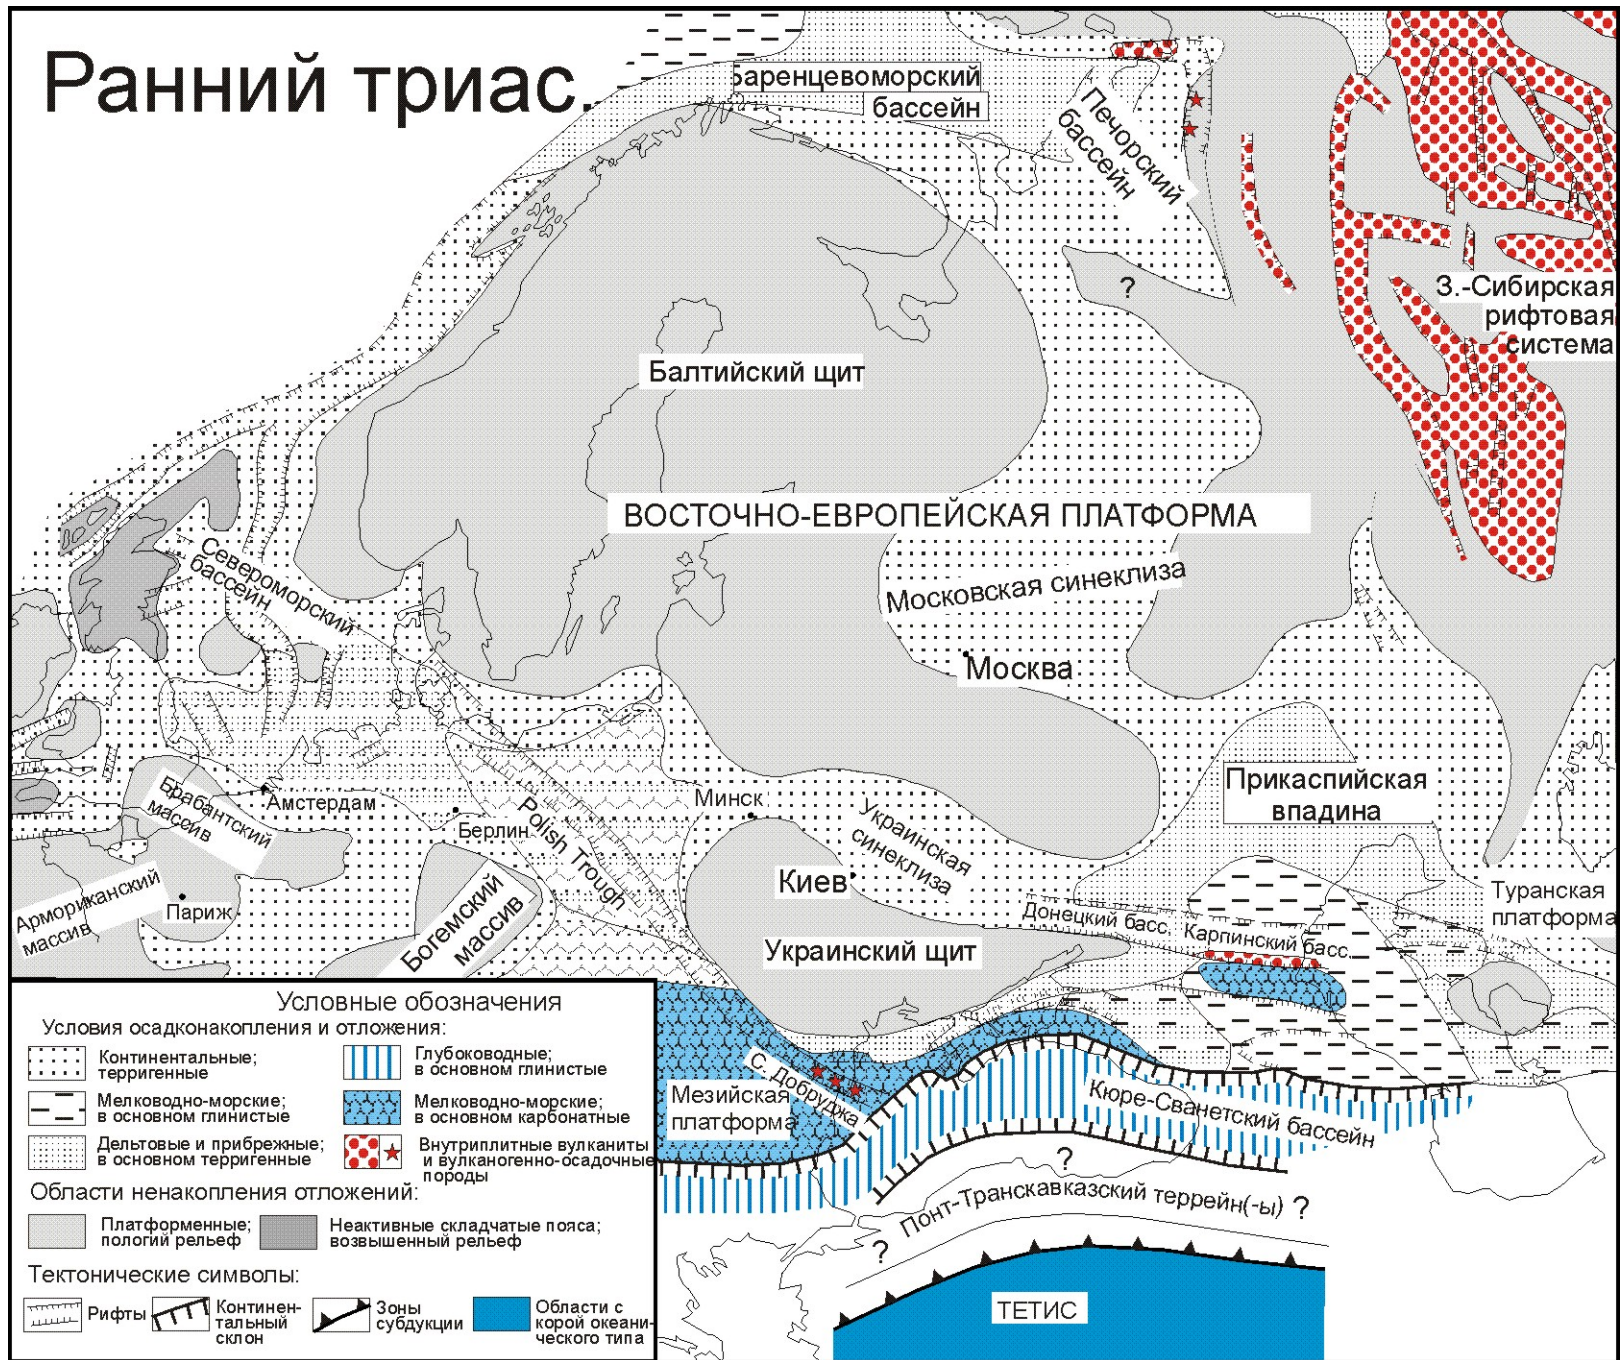 Ранний триас.
Баренцевоморский
бассейн
Печорский
бассейн
?
З.-Сибирская
рифтовая
система
Балтийский щит
ВОСТОЧНО-ЕВРОПЕЙСКАЯ ПЛАТФОРМА
Североморский
бассейн
Московская синеклиза
Москва
Прикаспийская
впадина
Брабантский
массив
Амстердам
Берлин
Polish Trough
Минск
Украинская
синеклиза
Киев
Армориканский
массив
Париж
Богемский
массив
Украинский щит
Донецкий басс.
Карпинский басс.
Туранская
платформа
Мезийская
платформа
С. Добруджа
Кюре-Сванетский бассейн
?
Понт-Транскавказский террейн(-ы) ?
?
ТЕТИС
Условные обозначения
Условия осадконакопления и отложения:
Континентальные;
терригенные
Глубоководные;
в основном глинистые
Мелководно-морские;
в основном глинистые
Мелководно-морские;
в основном карбонатные
Дельтовые и прибрежные;
в основном терригенные
Внутриплитные вулканиты
и вулканогенно-осадочные
породы
Области ненакопления отложений:
Платформенные;
пологий рельеф
Неактивные складчатые пояса;
возвышенный рельеф
Тектонические символы:
Рифты
Континен-
тальный
склон
Зоны
субдукции
Области с
корой океани-
ческого типа